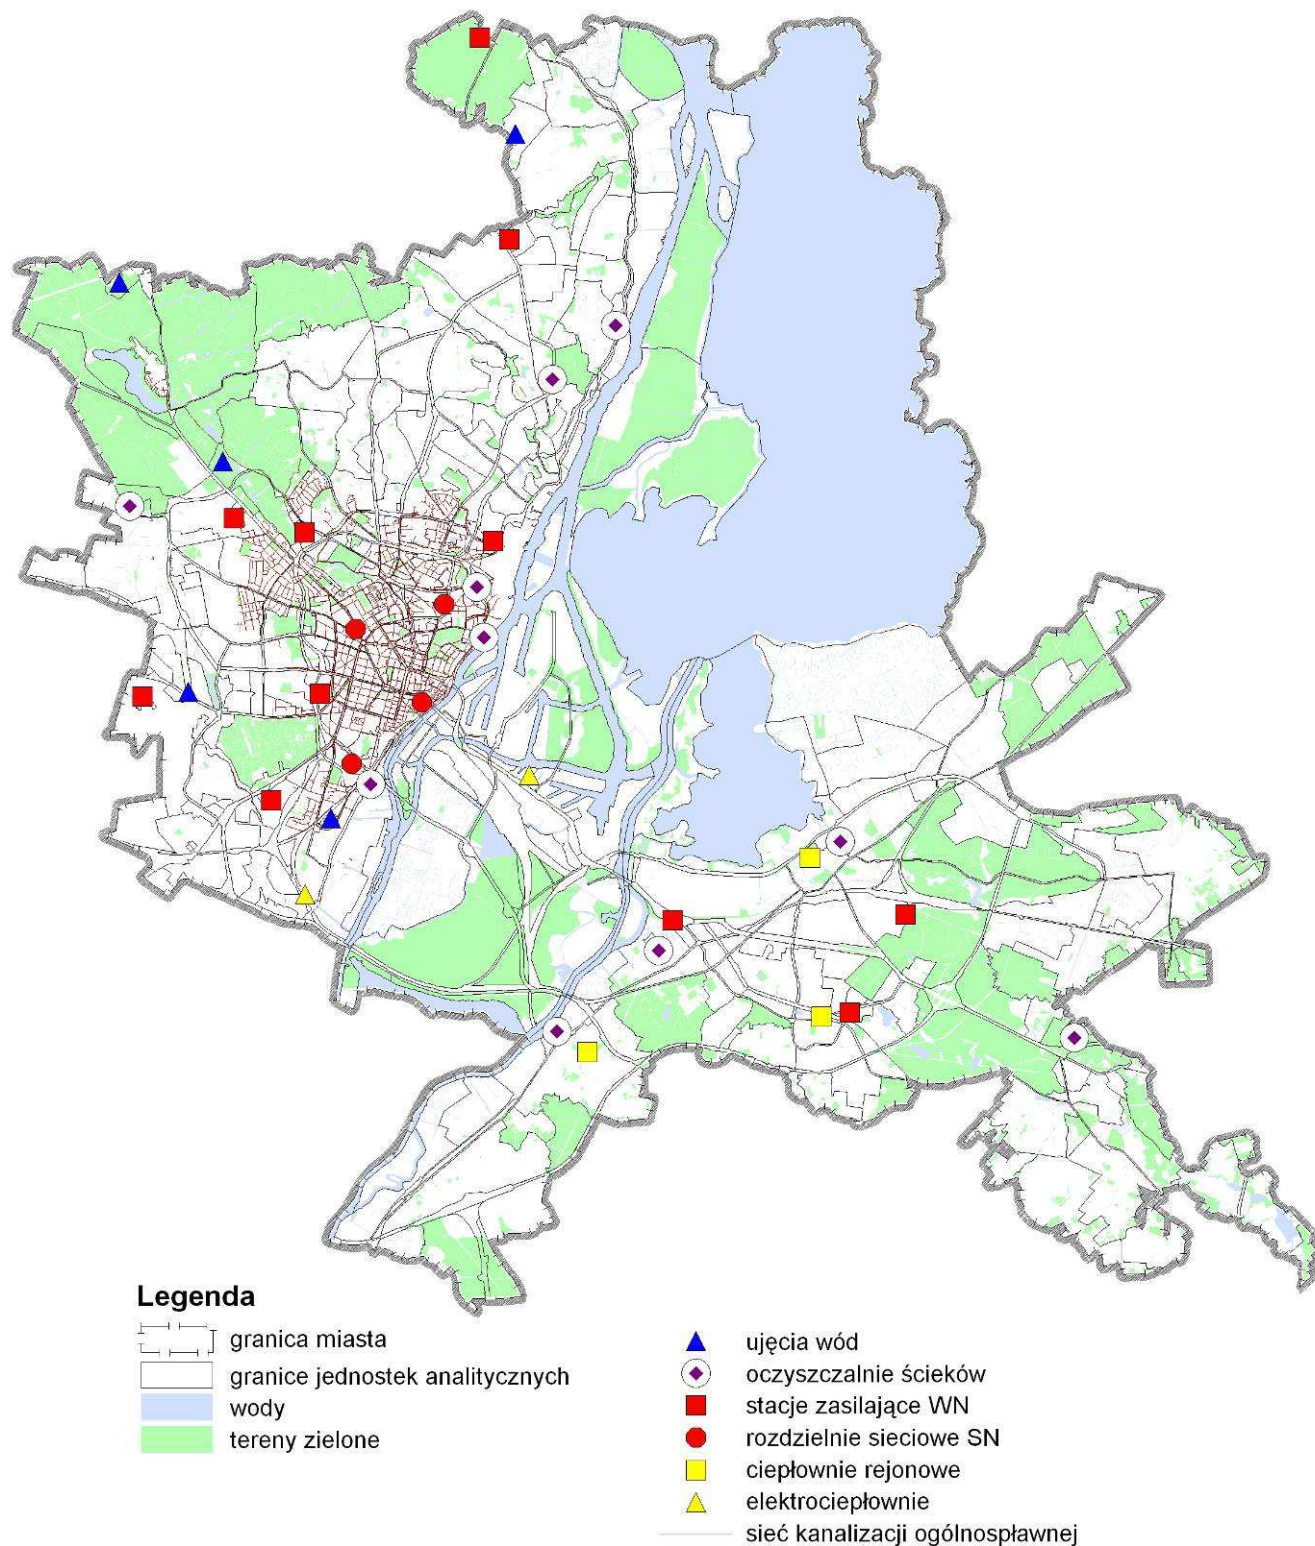 Legenda
granica miasta
granice jednostek analitycznych
wody
tereny zielone
ujęcia wód
oczyszczalnie ścieków
stacje zasilające WN
rozdzielnie sieciowe SN
ciepłownie rejonowe
elektrociepłownie
sieć kanalizacji ogólnospławnej